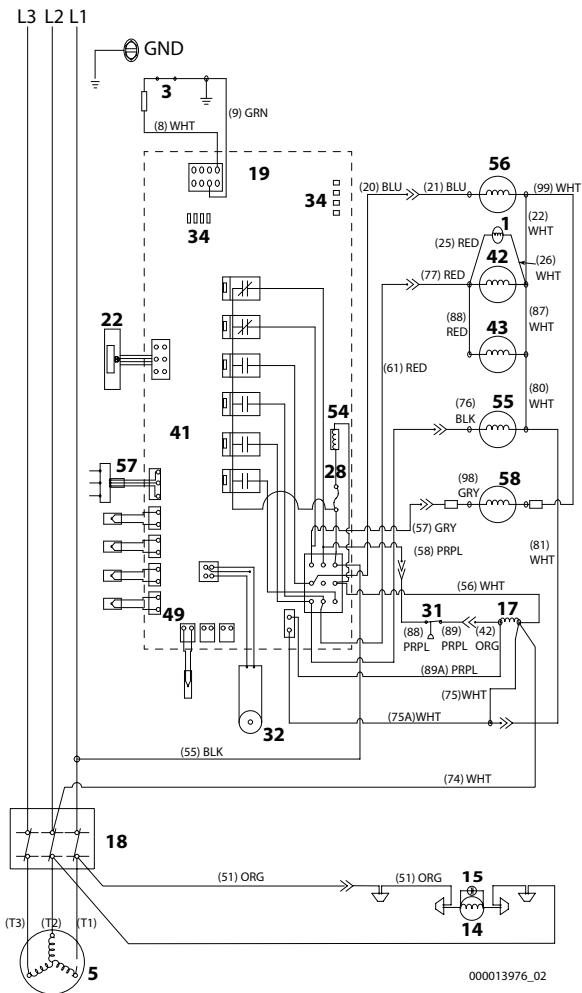 L3 L2 L1
GND
3
(9) GRN
(8) WHT
19
34
34
(20) BLU
(21) BLU
56
(99) WHT
(22)
WHT
1
(25) RED
(26)
WHT
42
(77) RED
(88)
RED
(87)
WHT
43
22
(61) RED
(80)
WHT
54
(76)
BLK
55
41
57
28
(98)
GRY
58
(57) GRY
(58) PRPL
(81)
WHT
(56) WHT
49
31
17
(88)
PRPL
(89)
PRPL
(42)
ORG
(89A) PRPL
(75)WHT
(75A)WHT
32
(55) BLK
(74) WHT
18
(51) ORG
(51) ORG
15
14
(T3) (T2) (T1)
5
000013976_02